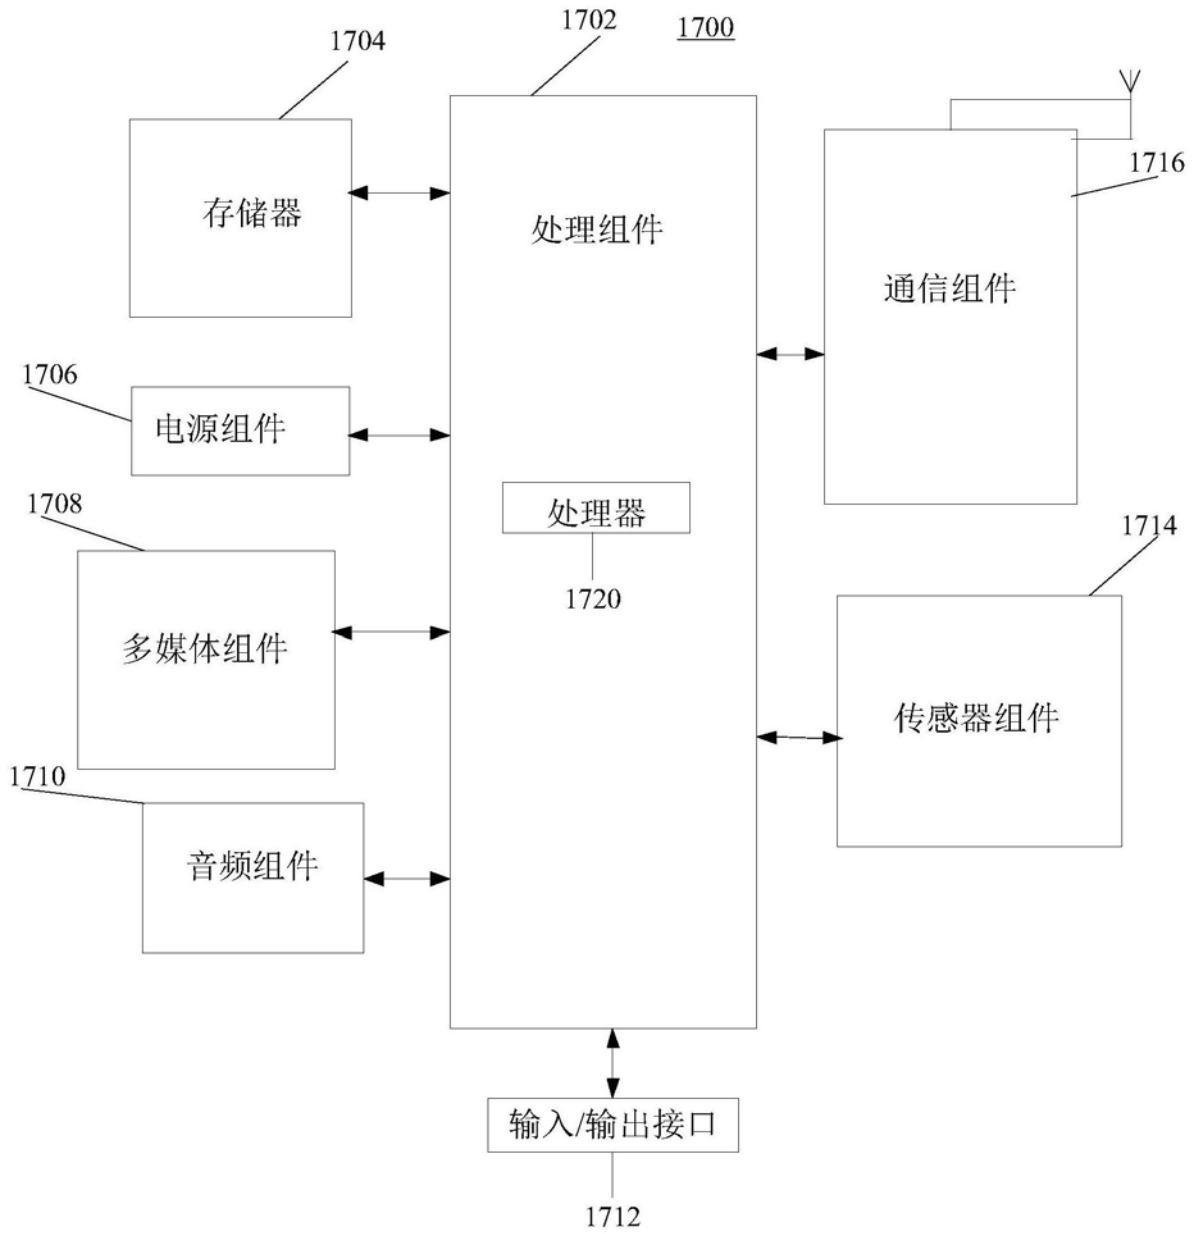 1702
1700
1704
1716
存储器
处理组件
通信组件
1706
电源组件
1708
处理器
1714
1720
多媒体组件
传感器组件
1710
音频组件
输入/输出接口
1712